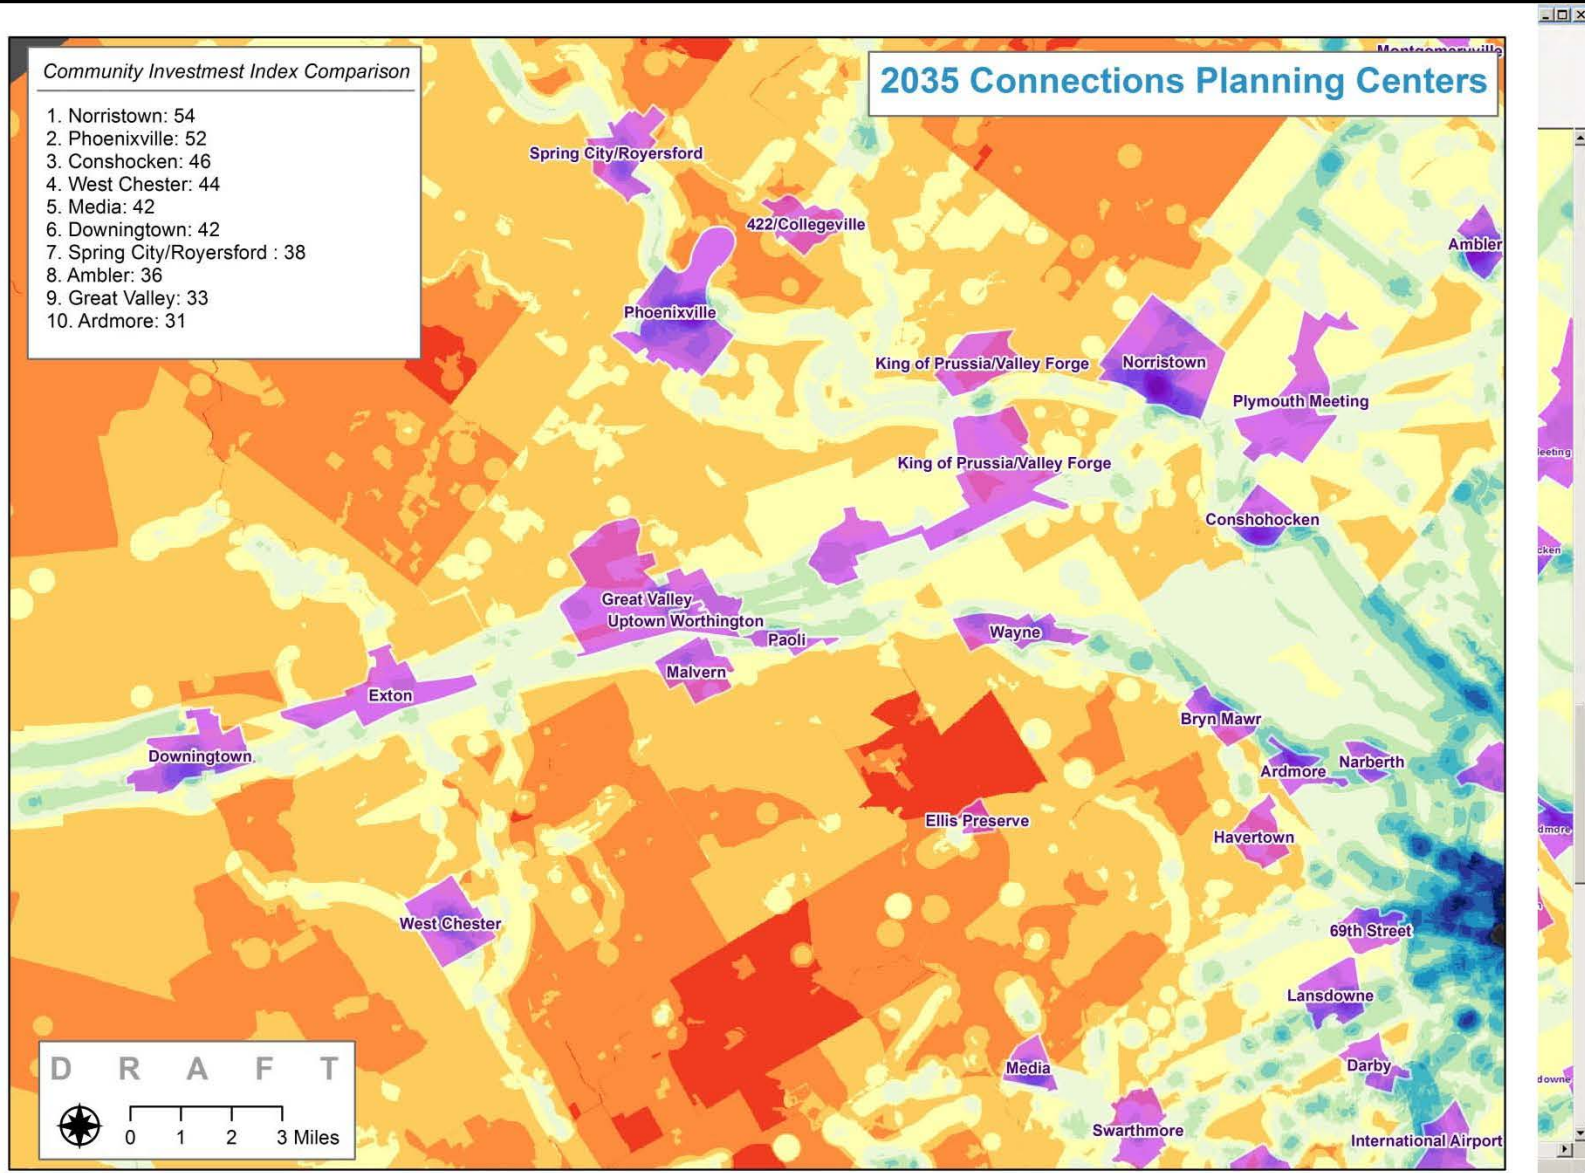 Community Investmest Index Comparison
1. Norristown: 54
2. Phoenixville: 52
3. Conshocken: 46
4. West Chester: 44
5. Media: 42
6. Downingtown: 42
7. Spring City/Royersford : 38
8. Ambler: 36
9. Great Valley: 33
10. Ardmore: 31
Montgomeryville
2035 Connections Planning Centers
Spring City/Royersford
422/Collegeville
Ambler
Phoenixville
King of Prussia/Valley Forge
Norristown
Plymouth Meeting
King of Prussia/Valley Forge
Conshohocken
Great Valley
Uptown Worthington
Paoli
Wayne
Malvern
Exton
Bryn Mawr
Downingtown
Ardmore
Narberth
Ellis Preserve
Havertown
West Chester
69th Street
Lansdowne
Media
Darby
Swarthmore
International Airport
D R A F T
0 1 2 3 Miles
eeting
cken
dmore
downe